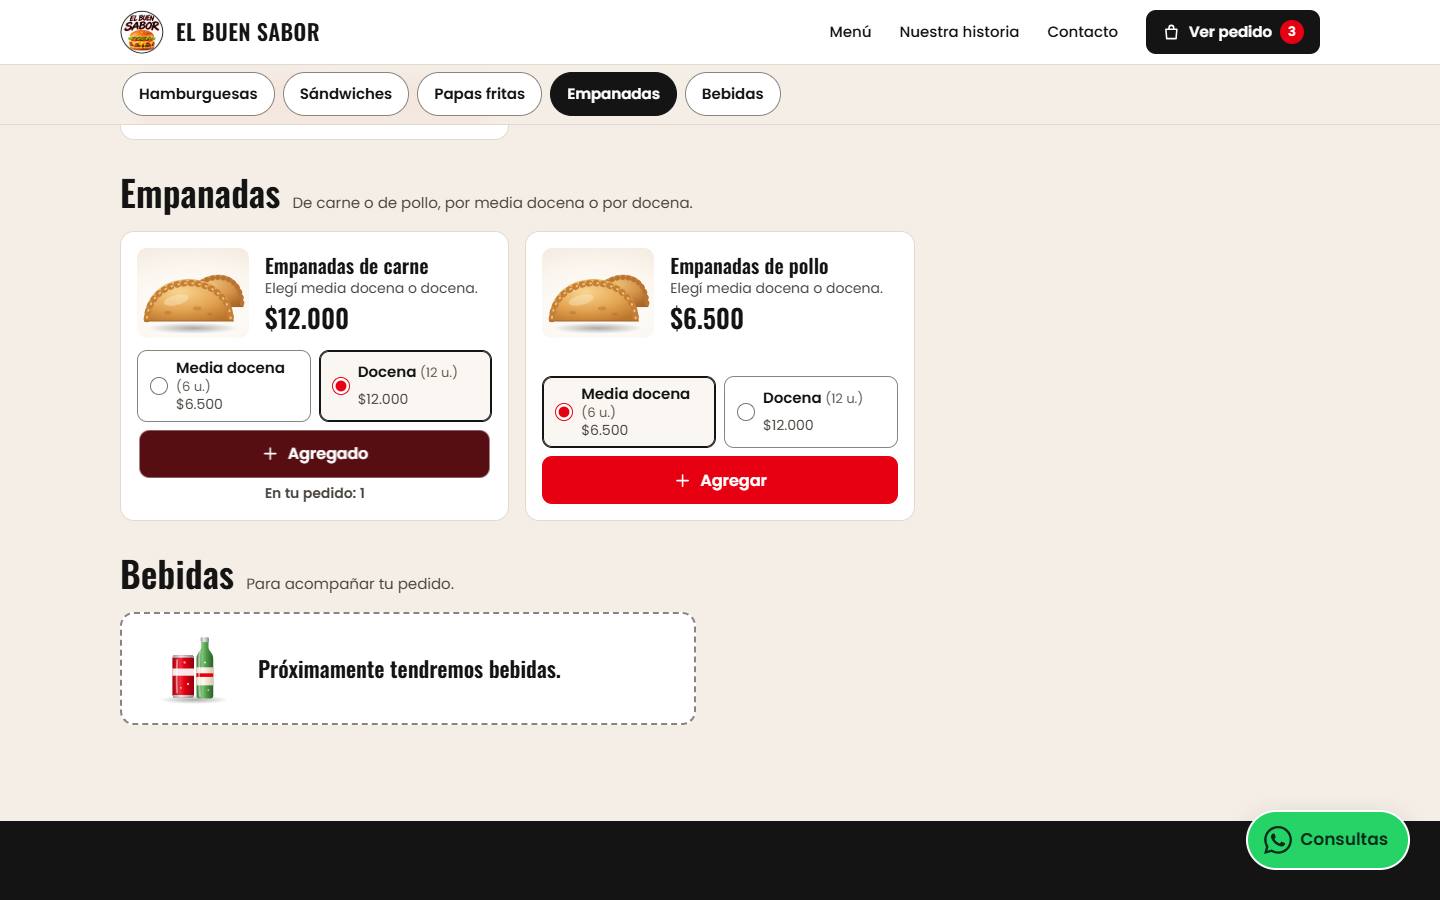 EL BUEN SABOR
EL BUEN SABOR
Menú
Nuestra historia
Contacto
Ver pedido 3
Hamburguesas
Sándwiches
Papas fritas
Empanadas
Bebidas
Empanadas
De carne o de pollo, por media docena o por docena.
Empanadas de carne
Elegí media docena o docena.
$12.000
Media docena
(6 u.)
$6.500
Docena (12 u.)
$12.000
+ Agregado
En tu pedido: 1
Empanadas de pollo
Elegí media docena o docena.
$6.500
Media docena
(6 u.)
$6.500
Docena (12 u.)
$12.000
+ Agregar
Bebidas
Para acompañar tu pedido.
Próximamente tendremos bebidas.
Consultas